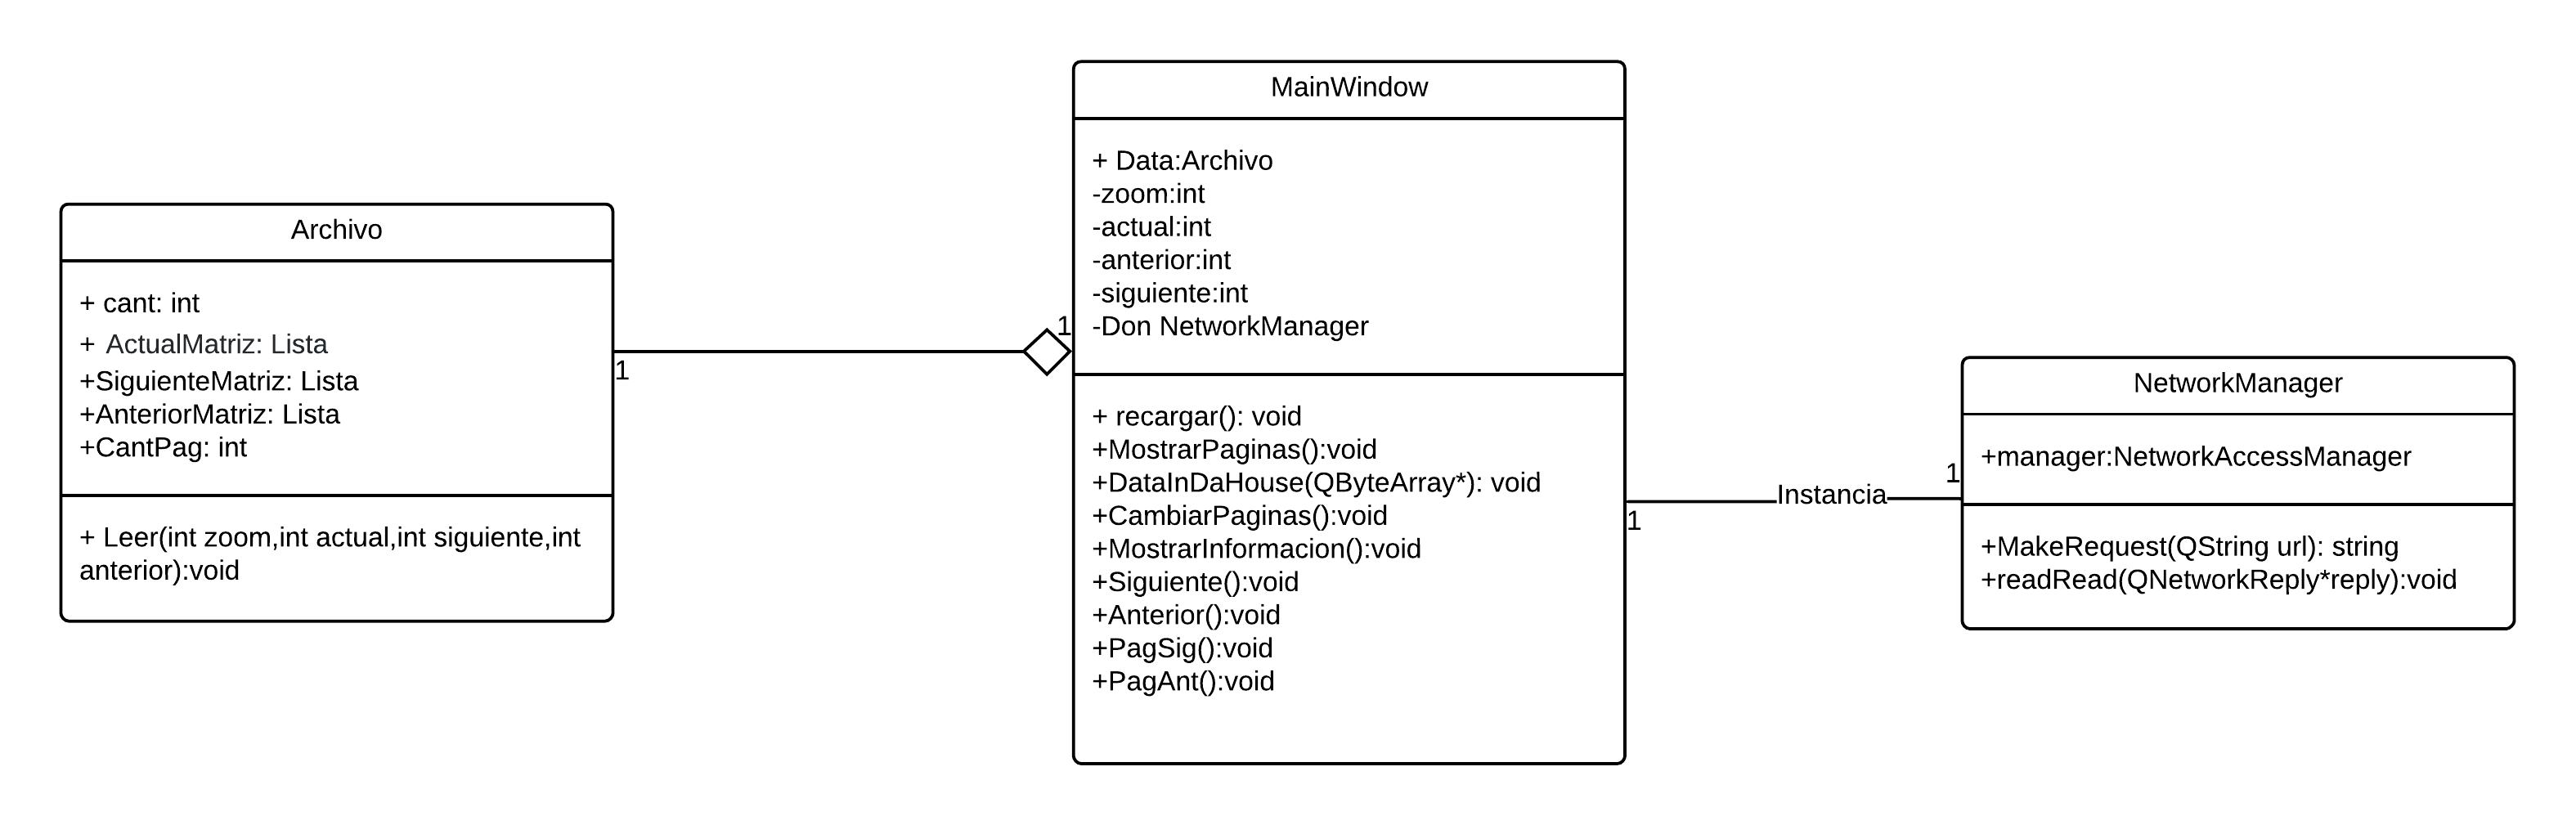 Archivo
+ cant: int
+ ActualMatriz: Lista
+SiguienteMatriz: Lista
+AnteriorMatriz: Lista
+CantPag: int
+ Leer(int zoom,int actual,int siguiente,int
anterior):void
1
1
MainWindow
+ Data:Archivo
-zoom:int
-actual:int
-anterior:int
-siguiente:int
-Don NetworkManager
+ recargar(): void
+MostrarPaginas():void
+DataInDaHouse(QByteArray*): void
+CambiarPaginas():void
+MostrarInformacion():void
+Siguiente():void
+Anterior():void
+PagSig():void
+PagAnt():void
1
Instancia
1
NetworkManager
+manager:NetworkAccessManager
+MakeRequest(QString url): string
+readRead(QNetworkReply*reply):void